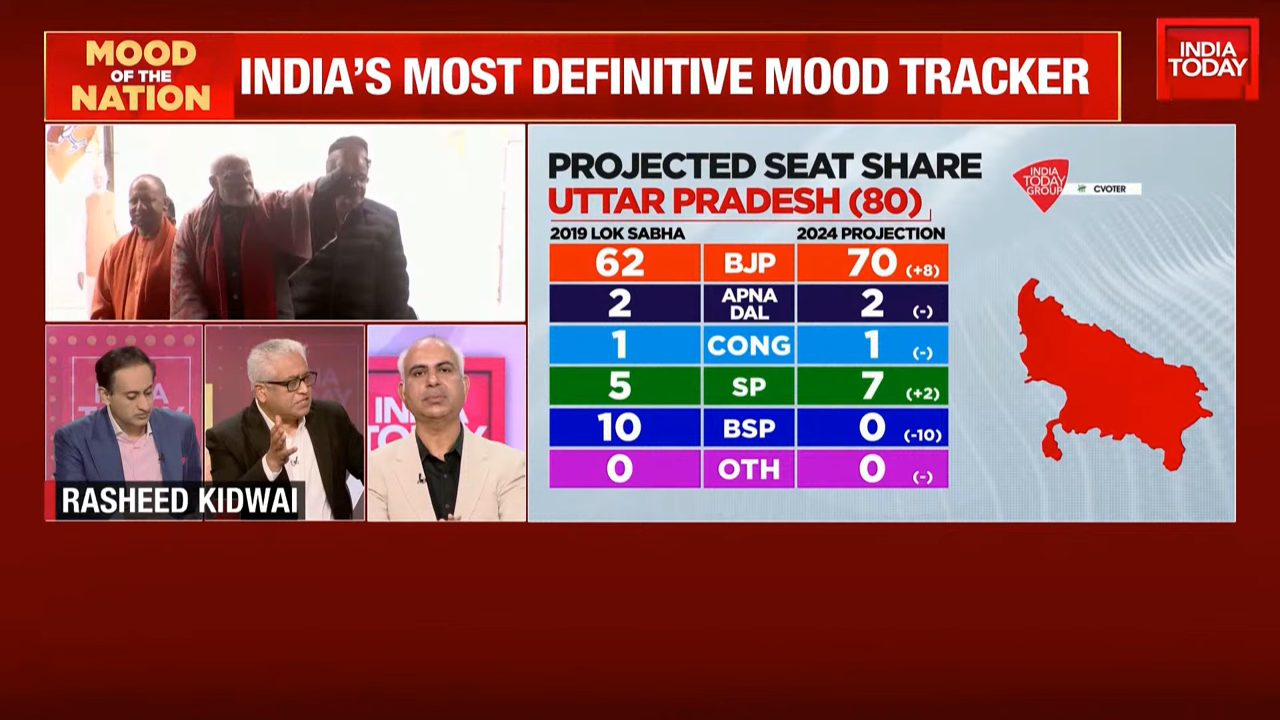 MOOD
OF THE
NATION
INDIA'S MOST DEFINITIVE MOOD TRACKER
INDIA
TODAY
PROJECTED SEAT SHARE
UTTAR PRADESH (80)
INDIA
TODAY
GROUP
CVOTER
2019 LOK SABHA 2024 PROJECTION
62 BJP 70 (+8)
2 APNA DAL 2 (-)
1 CONG 1 (-)
5 SP 7 (+2)
10 BSP 0 (-10)
0 OTH 0 (-)
RASHEED KIDWAI